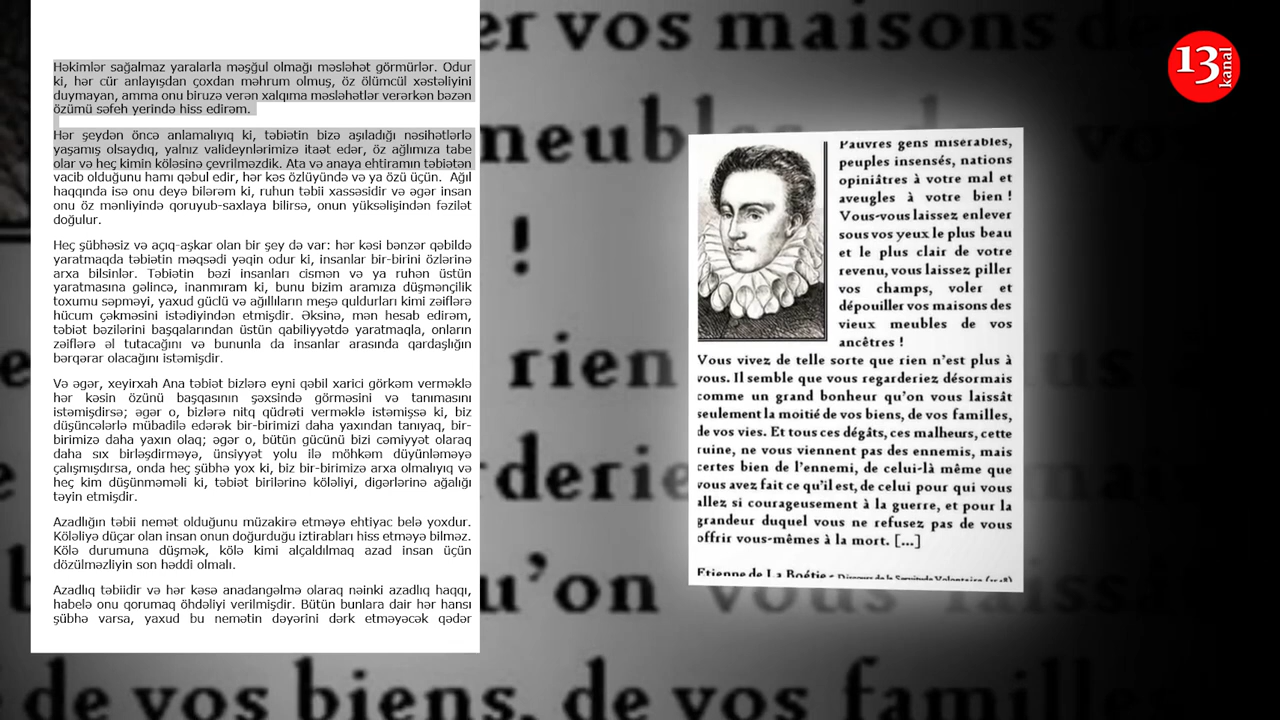 Həkimlər sağalmaz yaralarla məşğul olmağı məsləhət görmürlər. Odur
ki, hər cür anlayışdan çoxdan məhrum olmuş, öz ölümcül xəstəliyini
duymayan, amma onu biruzə verən xalqıma məsləhətlər verərkən bəzən
özümü səfeh yerində hiss edirəm.
Hər şeydən öncə anlamalıyıq ki, təbiətin bizə aşıladığı nəsihətlərlə
yaşamış olsaydıq, yalnız valideynlərimizə itaət edər, öz ağlımıza tabe
olar və heç kimin köləsinə çevrilməzdik. Ata və anaya ehtiramın təbiətən
vacib olduğunu hamı qəbul edir, hər kəs özlüyündə və ya özü üçün. Ağıl
haqqında isə onu deyə bilərəm ki, ruhun təbii xassəsidir və əgər insan
onu öz mənliyində qoruyub-saxlaya bilirsə, onun yüksəlişindən fəzilət
doğulur.
Heç şübhəsiz və açıq-aşkar olan bir şey də var: hər kəsi bənzər qəbildə
yaratmaqda təbiətin məqsədi yəqin odur ki, insanlar bir-birini özlərinə
arxa bilsinlər. Təbiətin bəzi insanları cismən və ya ruhən üstün
yaratmasına gəlincə, inanmıram ki, bunu bizim aramıza düşmənçilik
toxumu səpməyi, yaxud güclü və ağıllıların meşə quldurları kimi zəiflərə
hücum çəkməsini istədiyindən etmişdir. Əksinə, mən hesab edirəm,
təbiət bəzilərini başqalarından üstün qabiliyyətdə yaratmaqla, onların
zəiflərə əl tutacağını və bununla da insanlar arasında qardaşlığın
bərqərar olacağını istəmişdir.
Və əgər, xeyirxah Ana təbiət bizlərə eyni qəbil xarici görkəm verməklə
hər kəsin özünü başqasının şəxsində görməsini və tanımasını
istəmişdirsə; əgər o, bizlərə nitq qüdrəti verməklə istəmişsə ki, biz
düşüncələrlə mübadilə edərək bir-birimizi daha yaxından tanıyaq, bir-
birimizə daha yaxın olaq; əgər o, bütün gücünü bizi cəmiyyət olaraq
daha sıx birləşdirməyə, ünsiyyət yolu ilə möhkəm düyünləməyə
çalışmışdırsa, onda heç şübhə yox ki, biz bir-birimizə arxa olmalıyıq və
heç kim düşünməməli ki, təbiət birilərinə köləliyi, digərlərinə ağalığı
təyin etmişdir.
Azadlığın təbii nemət olduğunu müzakirə etməyə ehtiyac belə yoxdur.
Köləliyə düçar olan insan onun doğurduğu iztirabları hiss etməyə bilməz.
Kölə durumuna düşmək, kölə kimi alçaldılmaq azad insan üçün
dözülməzliyin son həddi olmalı.
Azadlıq təbiidir və hər kəsə anadangəlmə olaraq nəinki azadlıq haqqı,
habelə onu qorumaq öhdəliyi verilmişdir. Bütün bunlara dair hər hansı
şübhə varsa, yaxud bu nemətin dəyərini dərk etməyəcək qədər
Pauvres gens misérables,
peuples insensés, nations
opiniâtres à votre mal et
aveugles à votre bien !
Vous-vous laissez enlever
sous vos yeux le plus beau
et le plus clair de votre
revenu, vous laissez piller
vos champs, voler et
dépouiller vos maisons des
vieux meubles de vos
ancêtres !
Vous vivez de telle sorte que rien n'est plus à
vous. Il semble que vous regarderiez désormais
comme un grand bonheur qu'on vous laissât
seulement la moitié de vos biens, de vos familles,
de vos vies. Et tous ces dégâts, ces malheurs, cette
ruine, ne vous viennent pas des ennemis, mais
certes bien de l'ennemi, de celui-là même que
vous avez fait ce qu'il est, de celui pour qui vous
allez si courageusement à la guerre, et pour la
grandeur duquel vous ne refusez pas de vous
offrir vous-mêmes à la mort. [...]
Etienne de La Boétie - Discours de la Servitude Volontaire
13 kanal
er vos maisons de
meubl
!
rien
derie
u'on vous laissât
de vos biens, de vos familles